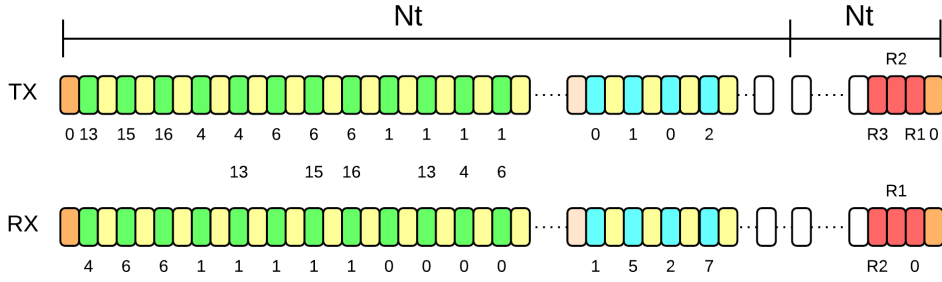 Nt Nt
R2
TX
0 13 15 16 4 4 6 6 6 1 1 1 1 0 1 0 2 R3 R1 0
13 15 16 13 4 6
R1
RX
4 6 6 1 1 1 1 1 0 0 0 0 1 5 2 7 R2 0